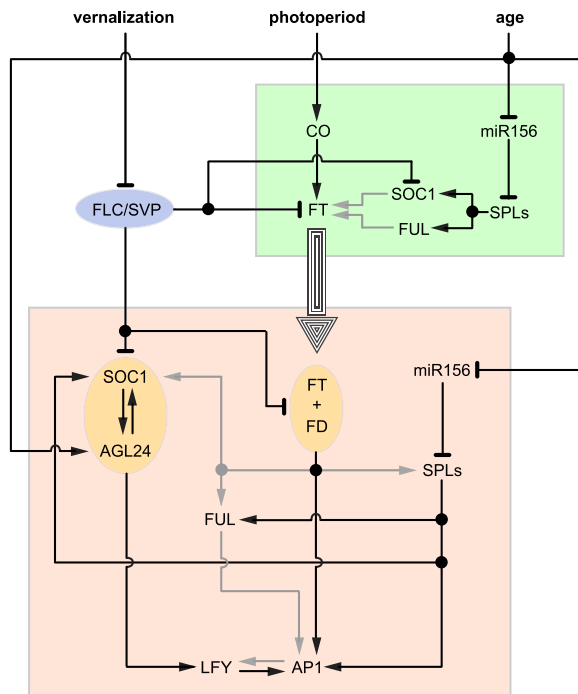 vernalization photoperiod age
CO miR156
FLC/SVP FT SOC1 SPLs
FUL
SOC1 FT miR156
+
AGL24 FD SPLs
FUL
LFY AP1